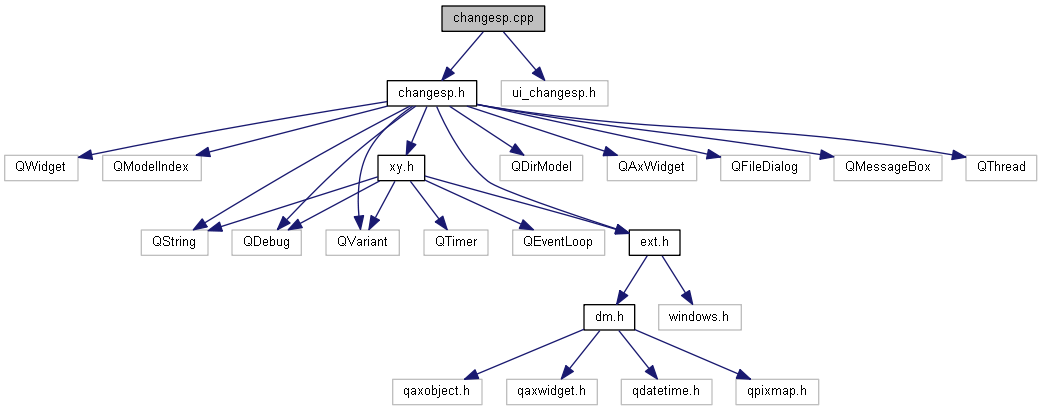 changesp.cpp
changesp.h
ui_changesp.h
QWidget
QModelIndex
xy.h
QDirModel
QAxWidget
QFileDialog
QMessageBox
QThread
QString
QDebug
QVariant
QTimer
QEventLoop
ext.h
dm.h
windows.h
qaxobject.h
qaxwidget.h
qdatetime.h
qpixmap.h